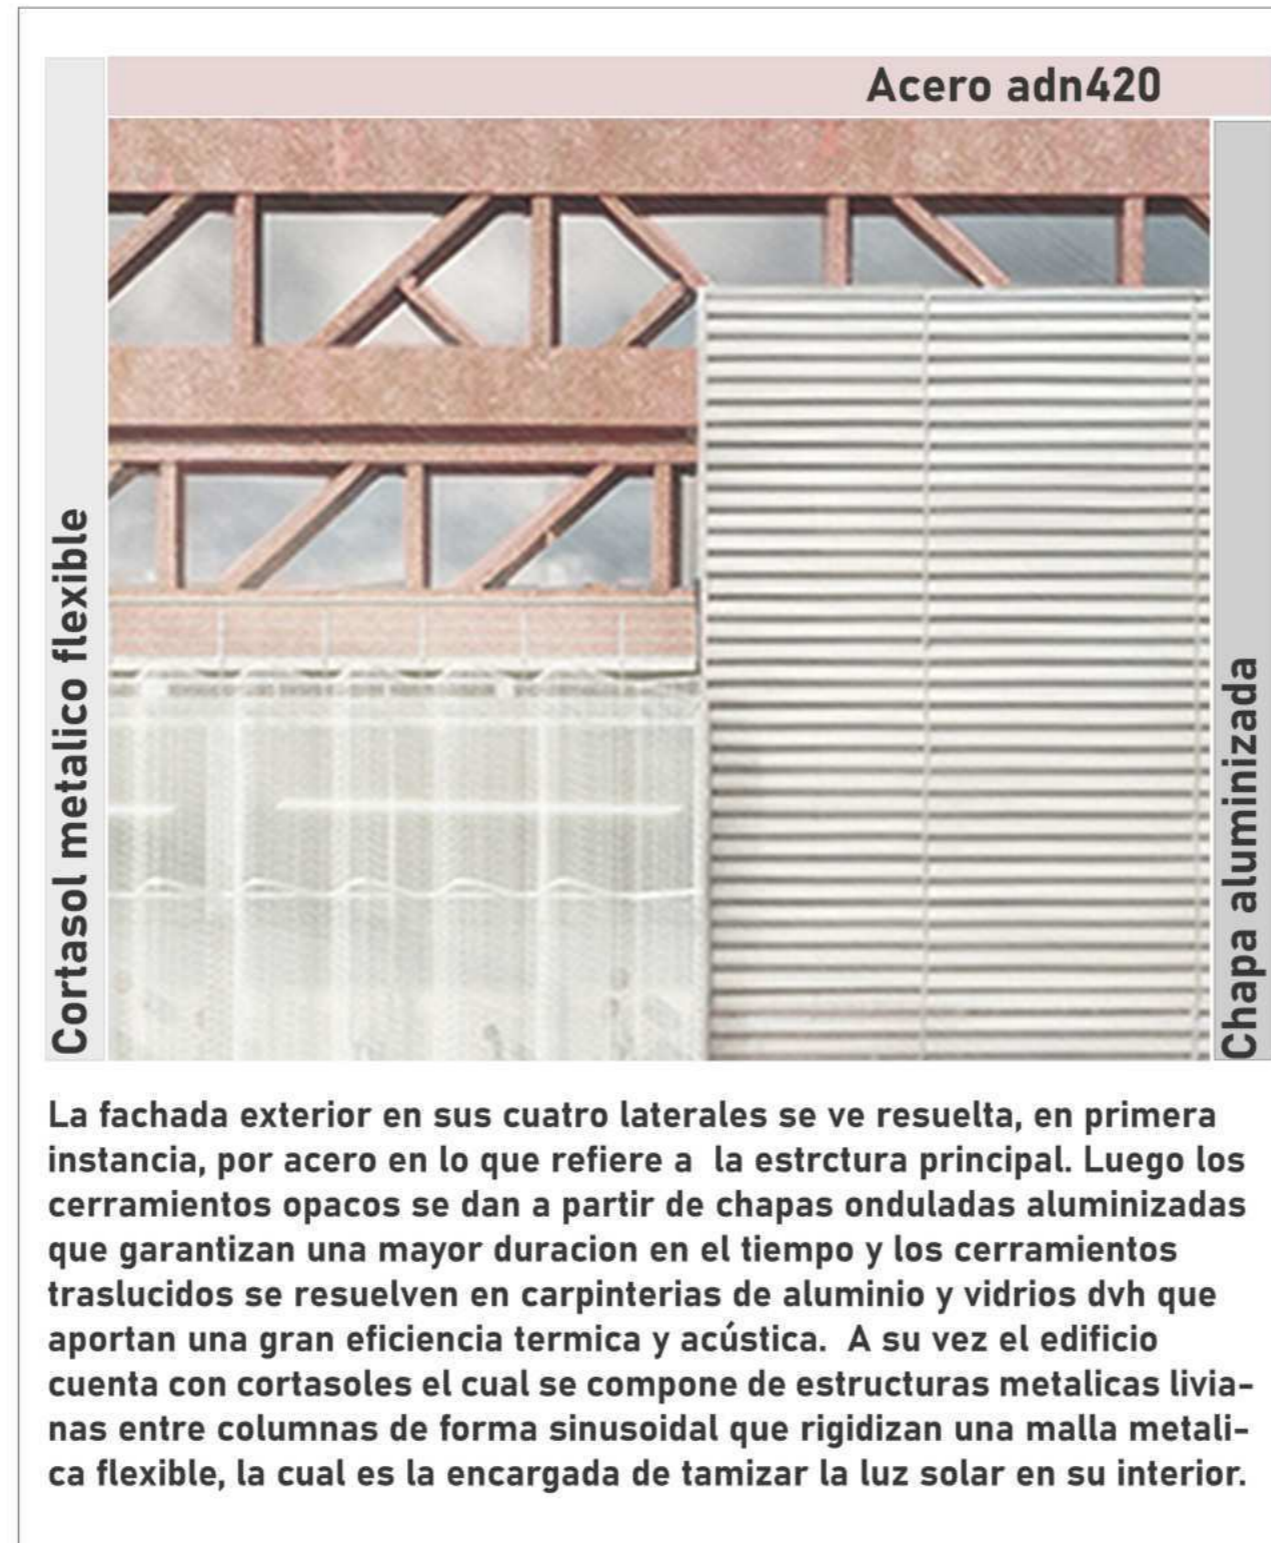 Acero adn420
Cortasol metalico flexible
Chapa aluminizada
La fachada exterior en sus cuatro laterales se ve resuelta, en primera
instancia, por acero en lo que refiere a  la estrctura principal. Luego los
cerramientos opacos se dan a partir de chapas onduladas aluminizadas
que garantizan una mayor duracion en el tiempo y los cerramientos
traslucidos se resuelven en carpinterias de aluminio y vidrios dvh que
aportan una gran eficiencia termica y acústica.  A su vez el edificio
cuenta con cortasoles el cual se compone de estructuras metalicas livia-
nas entre columnas de forma sinusoidal que rigidizan una malla metali-
ca flexible, la cual es la encargada de tamizar la luz solar en su interior.